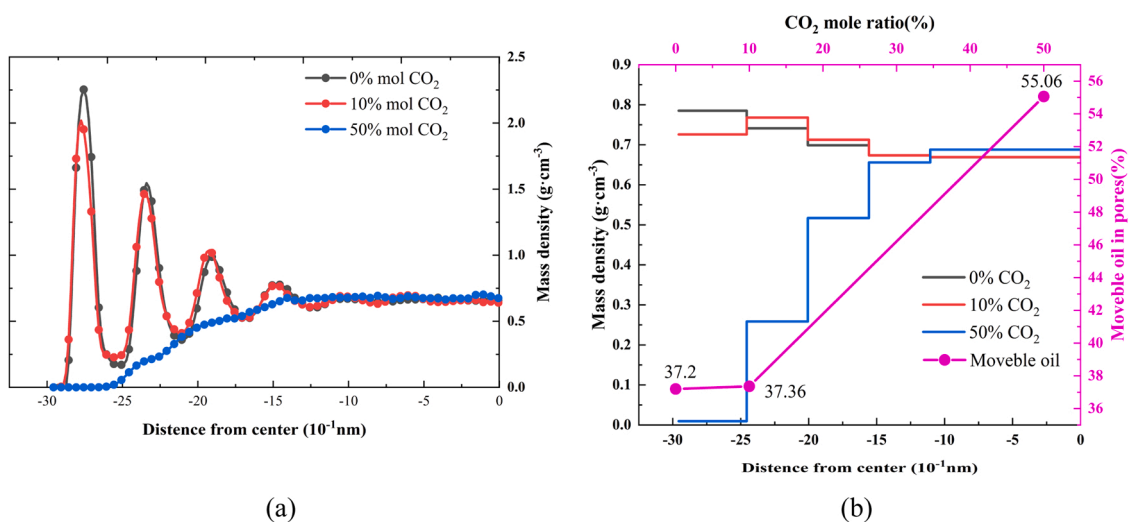 2.5
2.0
1.5
1.0
0.5
0.0
Mass density (g·cm⁻³)
0% mol CO₂
10% mol CO₂
50% mol CO₂
-30 -25 -20 -15 -10 -5 0
Distence from center (10⁻¹nm)
(a)
CO₂ mole ratio(%)
0 10 20 30 40 50
0.9
0.8
0.7
0.6
0.5
0.4
0.3
0.2
0.1
0.0
Mass density (g·cm⁻³)
55.06
37.2
37.36
0% CO₂
10% CO₂
50% CO₂
Moveble oil
56
54
52
50
48
46
44
42
40
38
36
Moveble oil in pores(%)
-30 -25 -20 -15 -10 -5 0
Distence from center (10⁻¹nm)
(b)